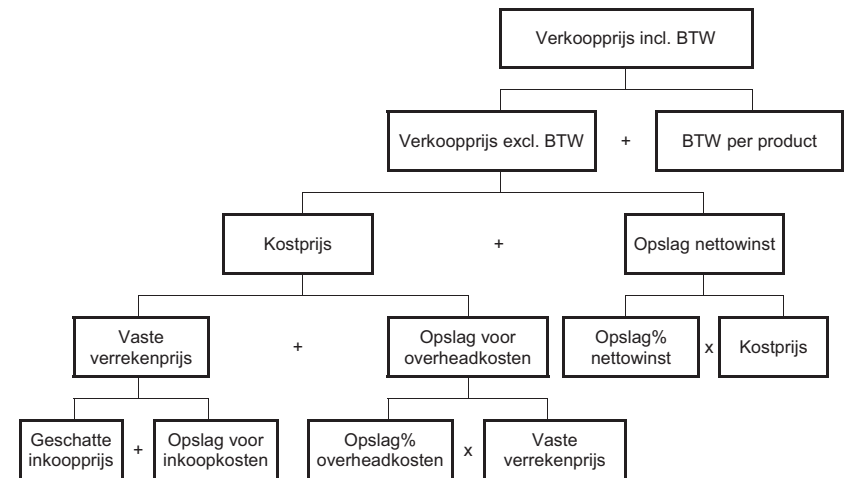 Verkoopprijs incl. BTW
Verkoopprijs excl. BTW + BTW per product
Kostprijs + Opslag nettowinst
Vaste
verrekenprijs
+
Opslag voor
overheadkosten
Opslag%
nettowinst
x
Kostprijs
Geschatte
inkoopprijs
+
Opslag voor
inkoopkosten
Opslag%
overheadkosten
x
Vaste
verrekenprijs